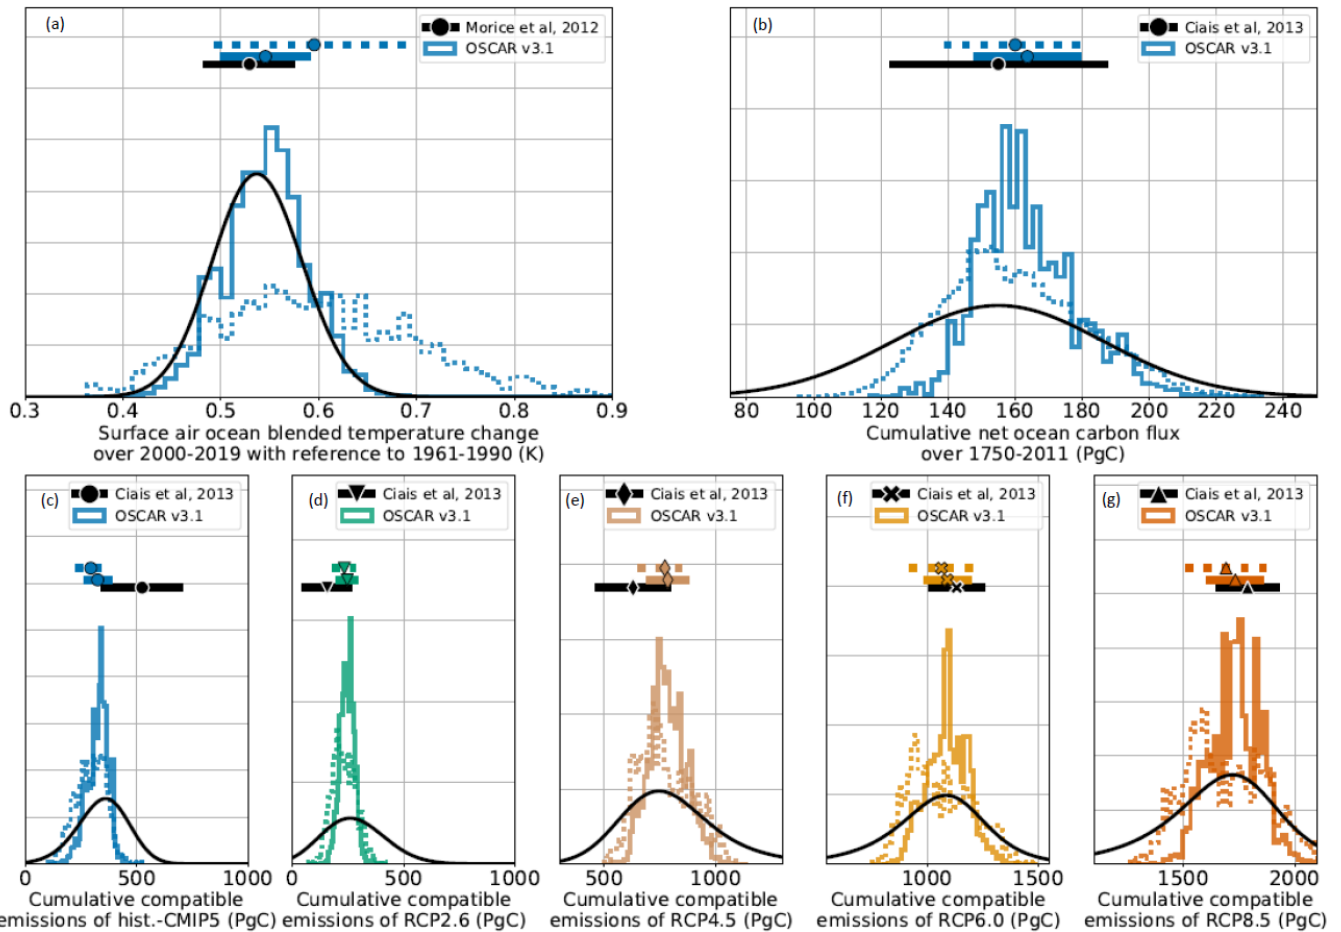 (a)
Morice et al, 2012
OSCAR v3.1
0.3 0.4 0.5 0.6 0.7 0.8 0.9
Surface air ocean blended temperature change
over 2000-2019 with reference to 1961-1990 (K)
(b)
Ciais et al, 2013
OSCAR v3.1
80 100 120 140 160 180 200 220 240
Cumulative net ocean carbon flux
over 1750-2011 (PgC)
(c)
Ciais et al, 2013
OSCAR v3.1
0 500 1000
Cumulative compatible
emissions of hist.-CMIP5 (PgC)
(d)
Ciais et al, 2013
OSCAR v3.1
0 500 1000
Cumulative compatible
emissions of RCP2.6 (PgC)
(e)
Ciais et al, 2013
OSCAR v3.1
500 1000
Cumulative compatible
emissions of RCP4.5 (PgC)
(f)
Ciais et al, 2013
OSCAR v3.1
1000 1500
Cumulative compatible
emissions of RCP6.0 (PgC)
(g)
Ciais et al, 2013
OSCAR v3.1
1500 2000
Cumulative compatible
emissions of RCP8.5 (PgC)